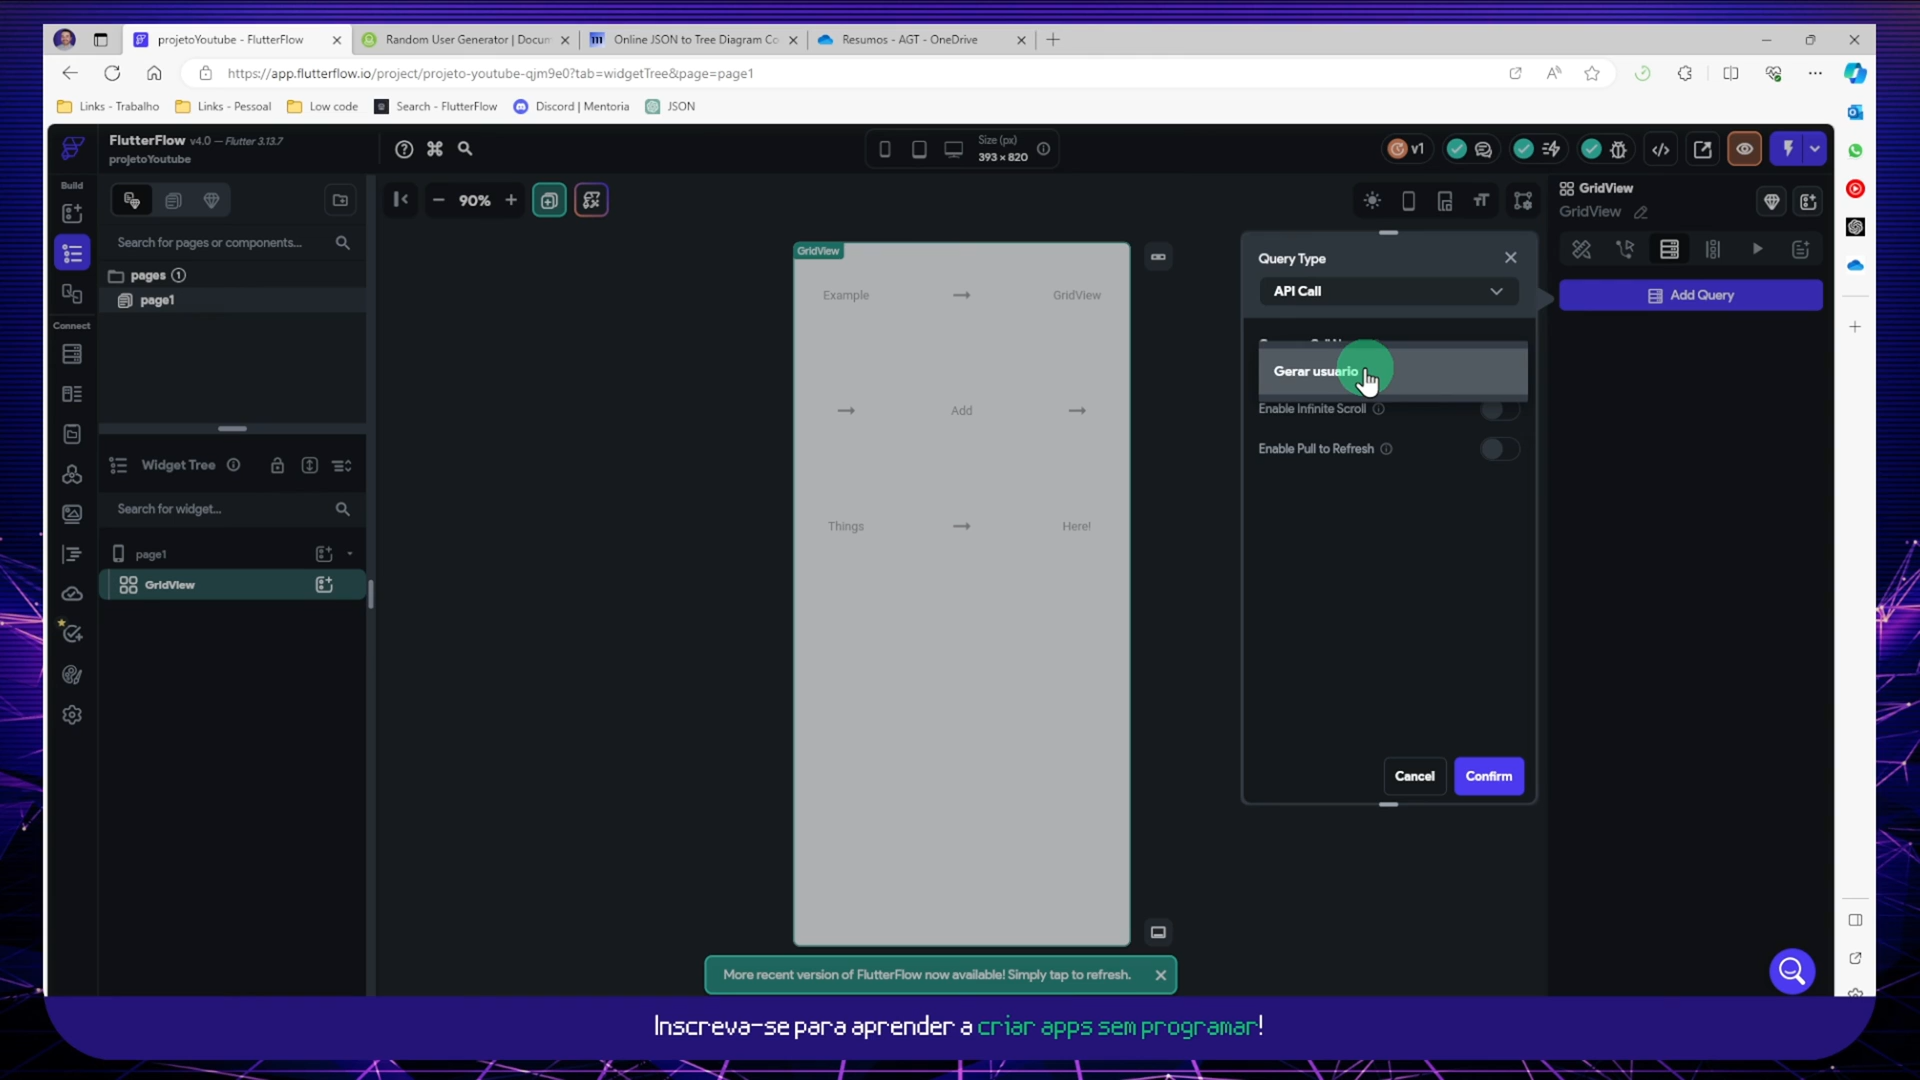 projetoYoutube - FlutterFlow
Random User Generator | Docum
Online JSON to Tree Diagram Co
Resumos - AGT - OneDrive
https://app.flutterflow.io/project/projeto-youtube-qjm9e0?tab=widgetTree&page=page1
Links - Trabalho
Links - Pessoal
Low code
Search - FlutterFlow
Discord | Mentoria
JSON
FlutterFlow v4.0 — Flutter 3.13.7
projetoYoutube
Size (px)
393 × 820
v1
Build
90%
Search for pages or components...
pages 1
page1
Connect
Widget Tree
Search for widget...
page1
GridView
GridView
Example
GridView
Add
Things
Here!
Query Type
API Call
Gerar usuario
Enable Infinite Scroll
Enable Pull to Refresh
Cancel
Confirm
GridView
GridView
Add Query
More recent version of FlutterFlow now available! Simply tap to refresh.
Inscreva-se para aprender a criar apps sem programar!